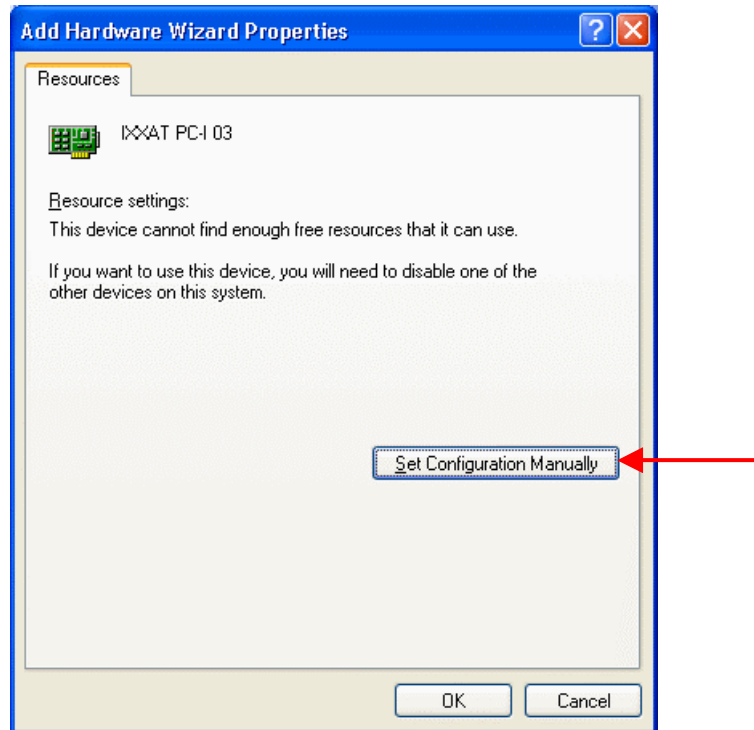 Add Hardware Wizard Properties
?
Resources
IXXAT PC-I 03
Resource settings:
This device cannot find enough free resources that it can use.
If you want to use this device, you will need to disable one of the
other devices on this system.
Set Configuration Manually
OK
Cancel